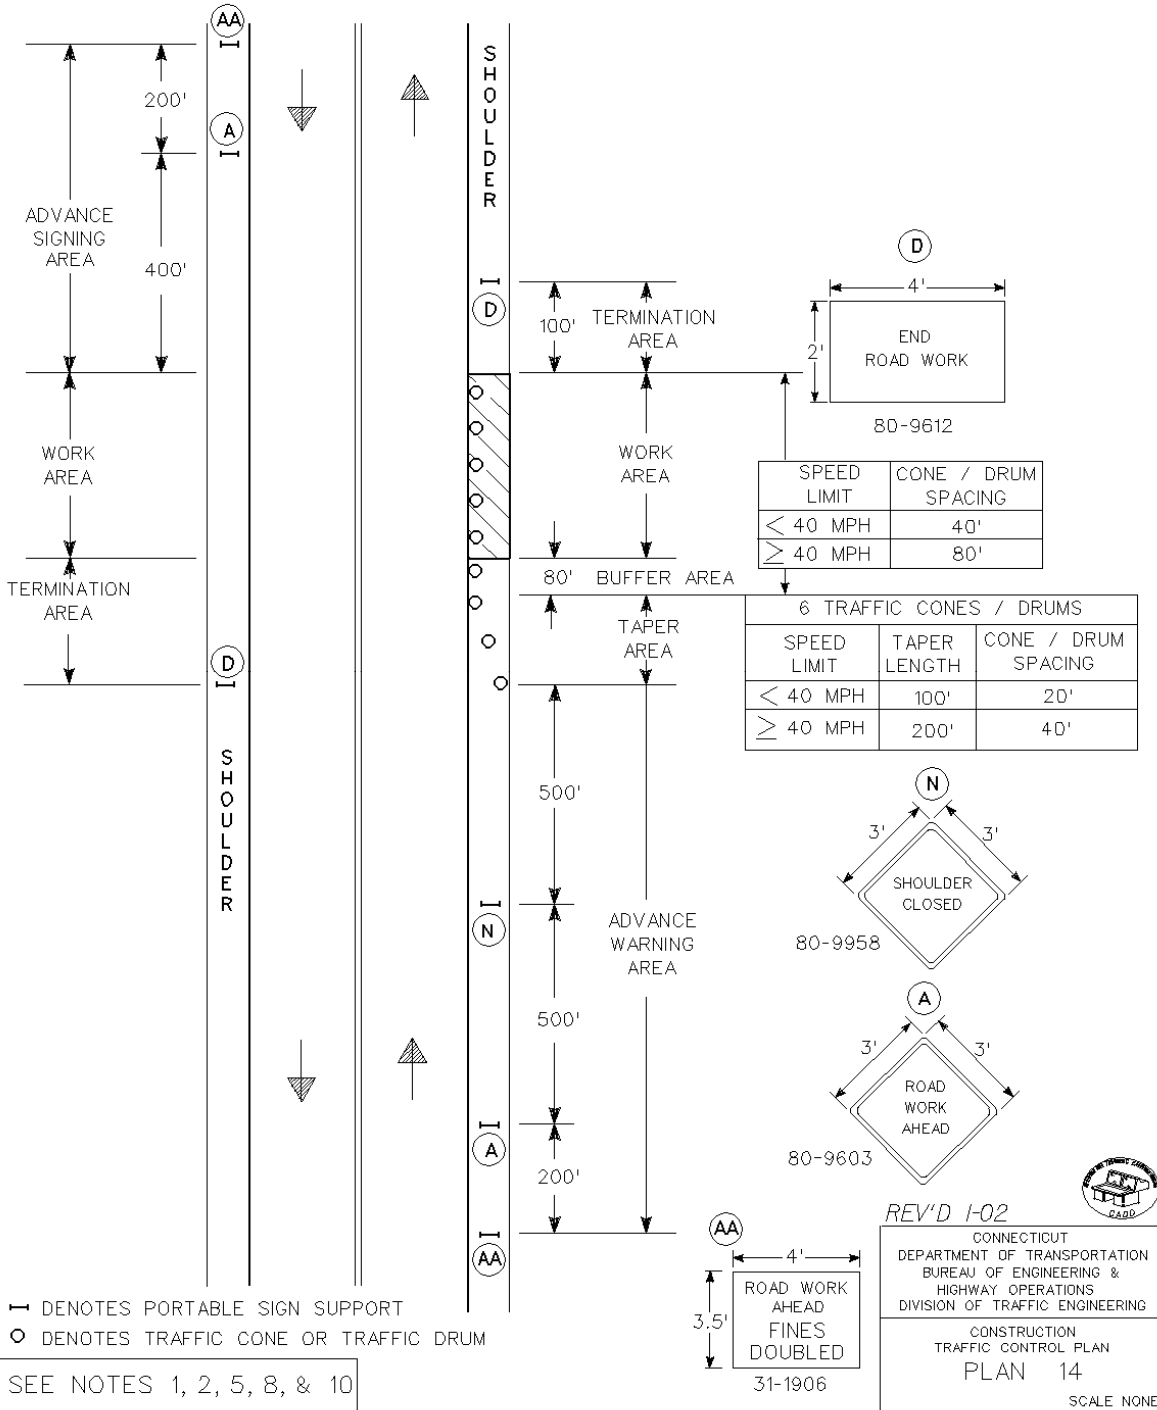 AA
200'
A
ADVANCE
SIGNING
AREA
400'
WORK
AREA
TERMINATION
AREA
D
SHOULDER
SHOULDER
D
100'
TERMINATION
AREA
WORK
AREA
80'
BUFFER AREA
TAPER
AREA
500'
N
ADVANCE
WARNING
AREA
500'
A
200'
AA
D
4'
2'
END
ROAD WORK
80-9612
SPEED LIMIT CONE / DRUM SPACING
< 40 MPH 40'
≥ 40 MPH 80'
6 TRAFFIC CONES / DRUMS
SPEED LIMIT TAPER LENGTH CONE / DRUM SPACING
< 40 MPH 100' 20'
≥ 40 MPH 200' 40'
N
3' 3'
SHOULDER
CLOSED
80-9958
A
3' 3'
ROAD
WORK
AHEAD
80-9603
AA
4'
3.5'
ROAD WORK
AHEAD
FINES
DOUBLED
31-1906
REV'D 1-02
CADD
CONNECTICUT
DEPARTMENT OF TRANSPORTATION
BUREAU OF ENGINEERING &
HIGHWAY OPERATIONS
DIVISION OF TRAFFIC ENGINEERING
CONSTRUCTION
TRAFFIC CONTROL PLAN
PLAN 14
SCALE NONE
DENOTES PORTABLE SIGN SUPPORT
DENOTES TRAFFIC CONE OR TRAFFIC DRUM
SEE NOTES 1, 2, 5, 8, & 10